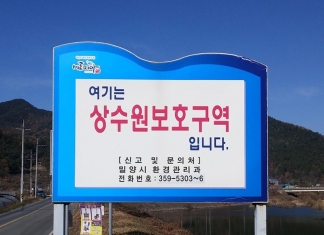 여기는
상수원보호구역
입니다.
[신고 및 문의처]
밀양시 환경관리과
전화번호 : 359-5303~6